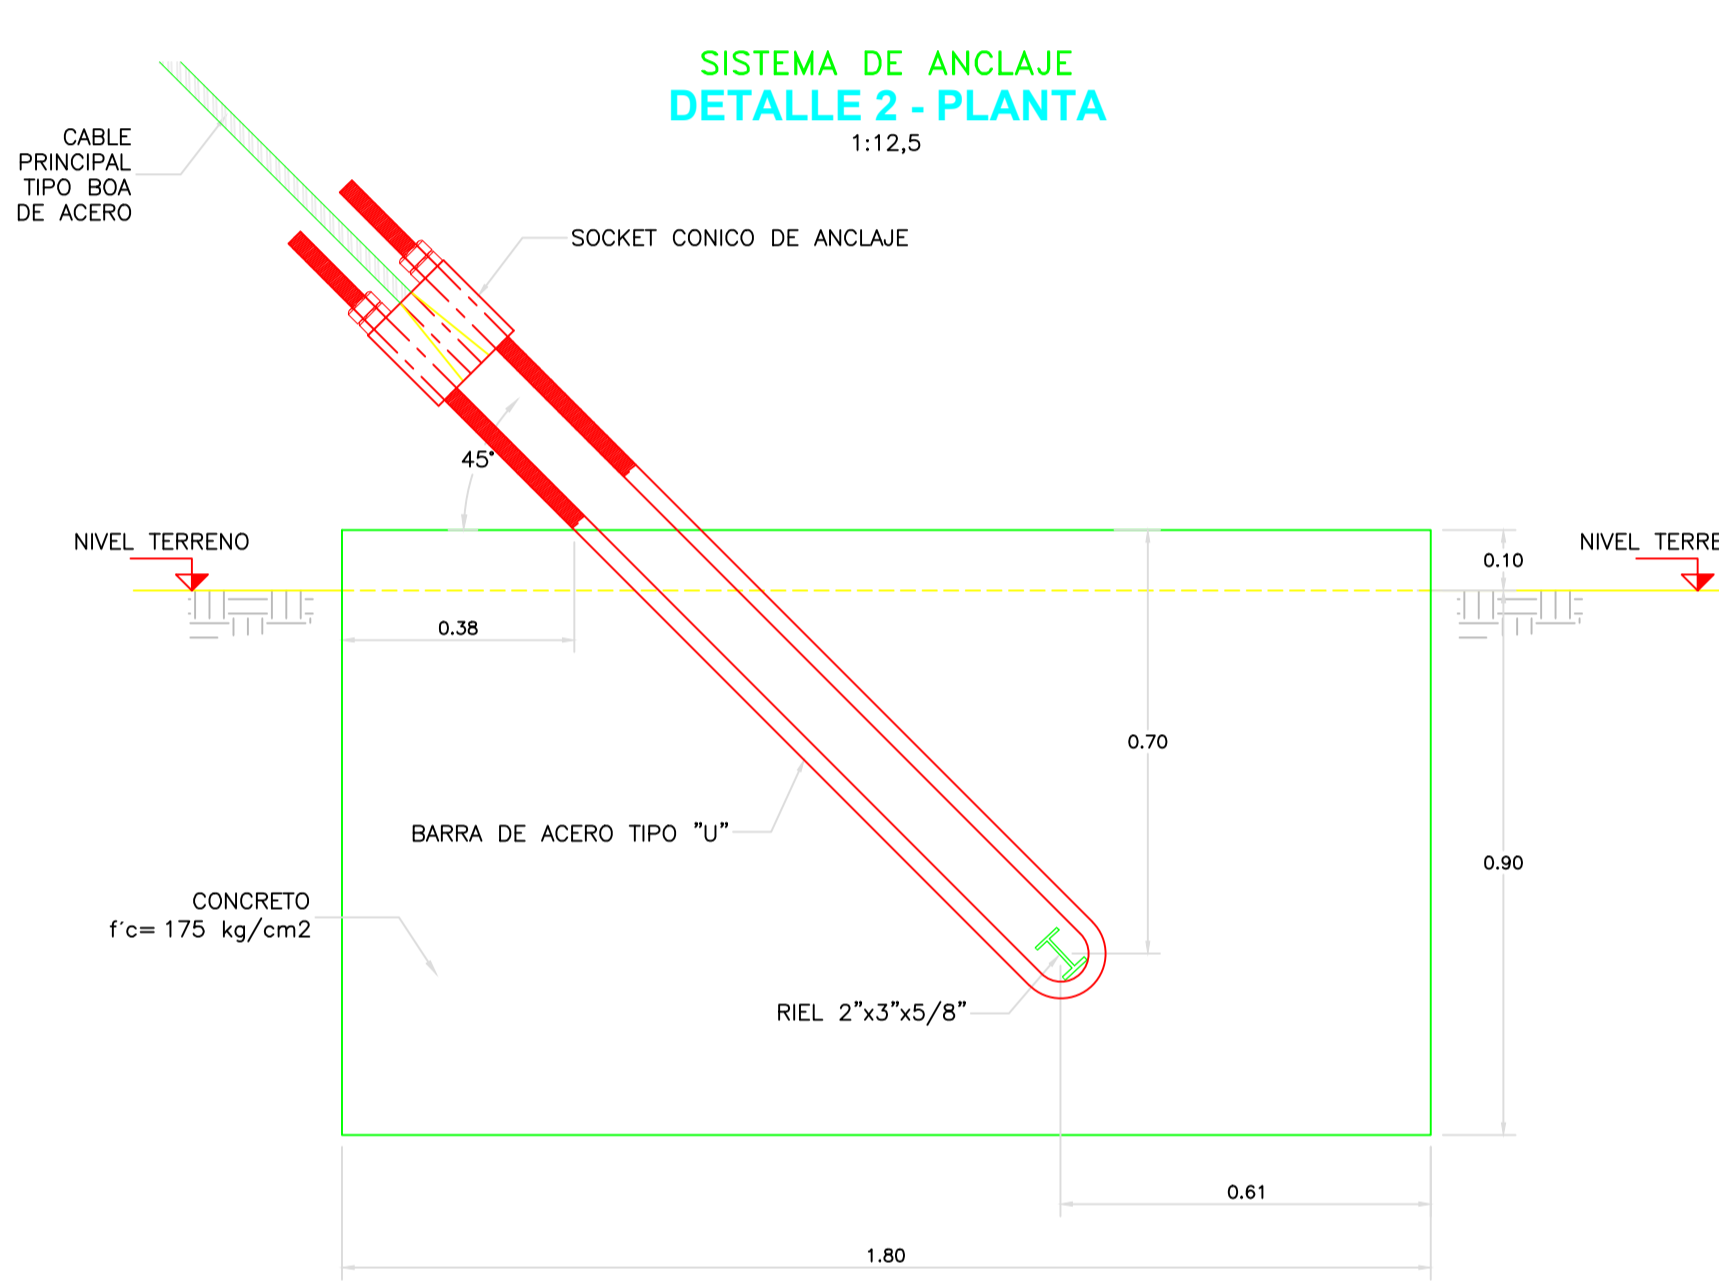 SISTEMA DE ANCLAJE
DETALLE 2 - PLANTA
1:12,5
CABLE
PRINCIPAL
TIPO BOA
DE ACERO
SOCKET CONICO DE ANCLAJE
45°
NIVEL TERRENO
NIVEL TERRE
0.10
0.38
0.70
BARRA DE ACERO TIPO "U"
0.90
CONCRETO
f´c= 175 kg/cm2
RIEL 2"x3"x5/8"
0.61
1.80